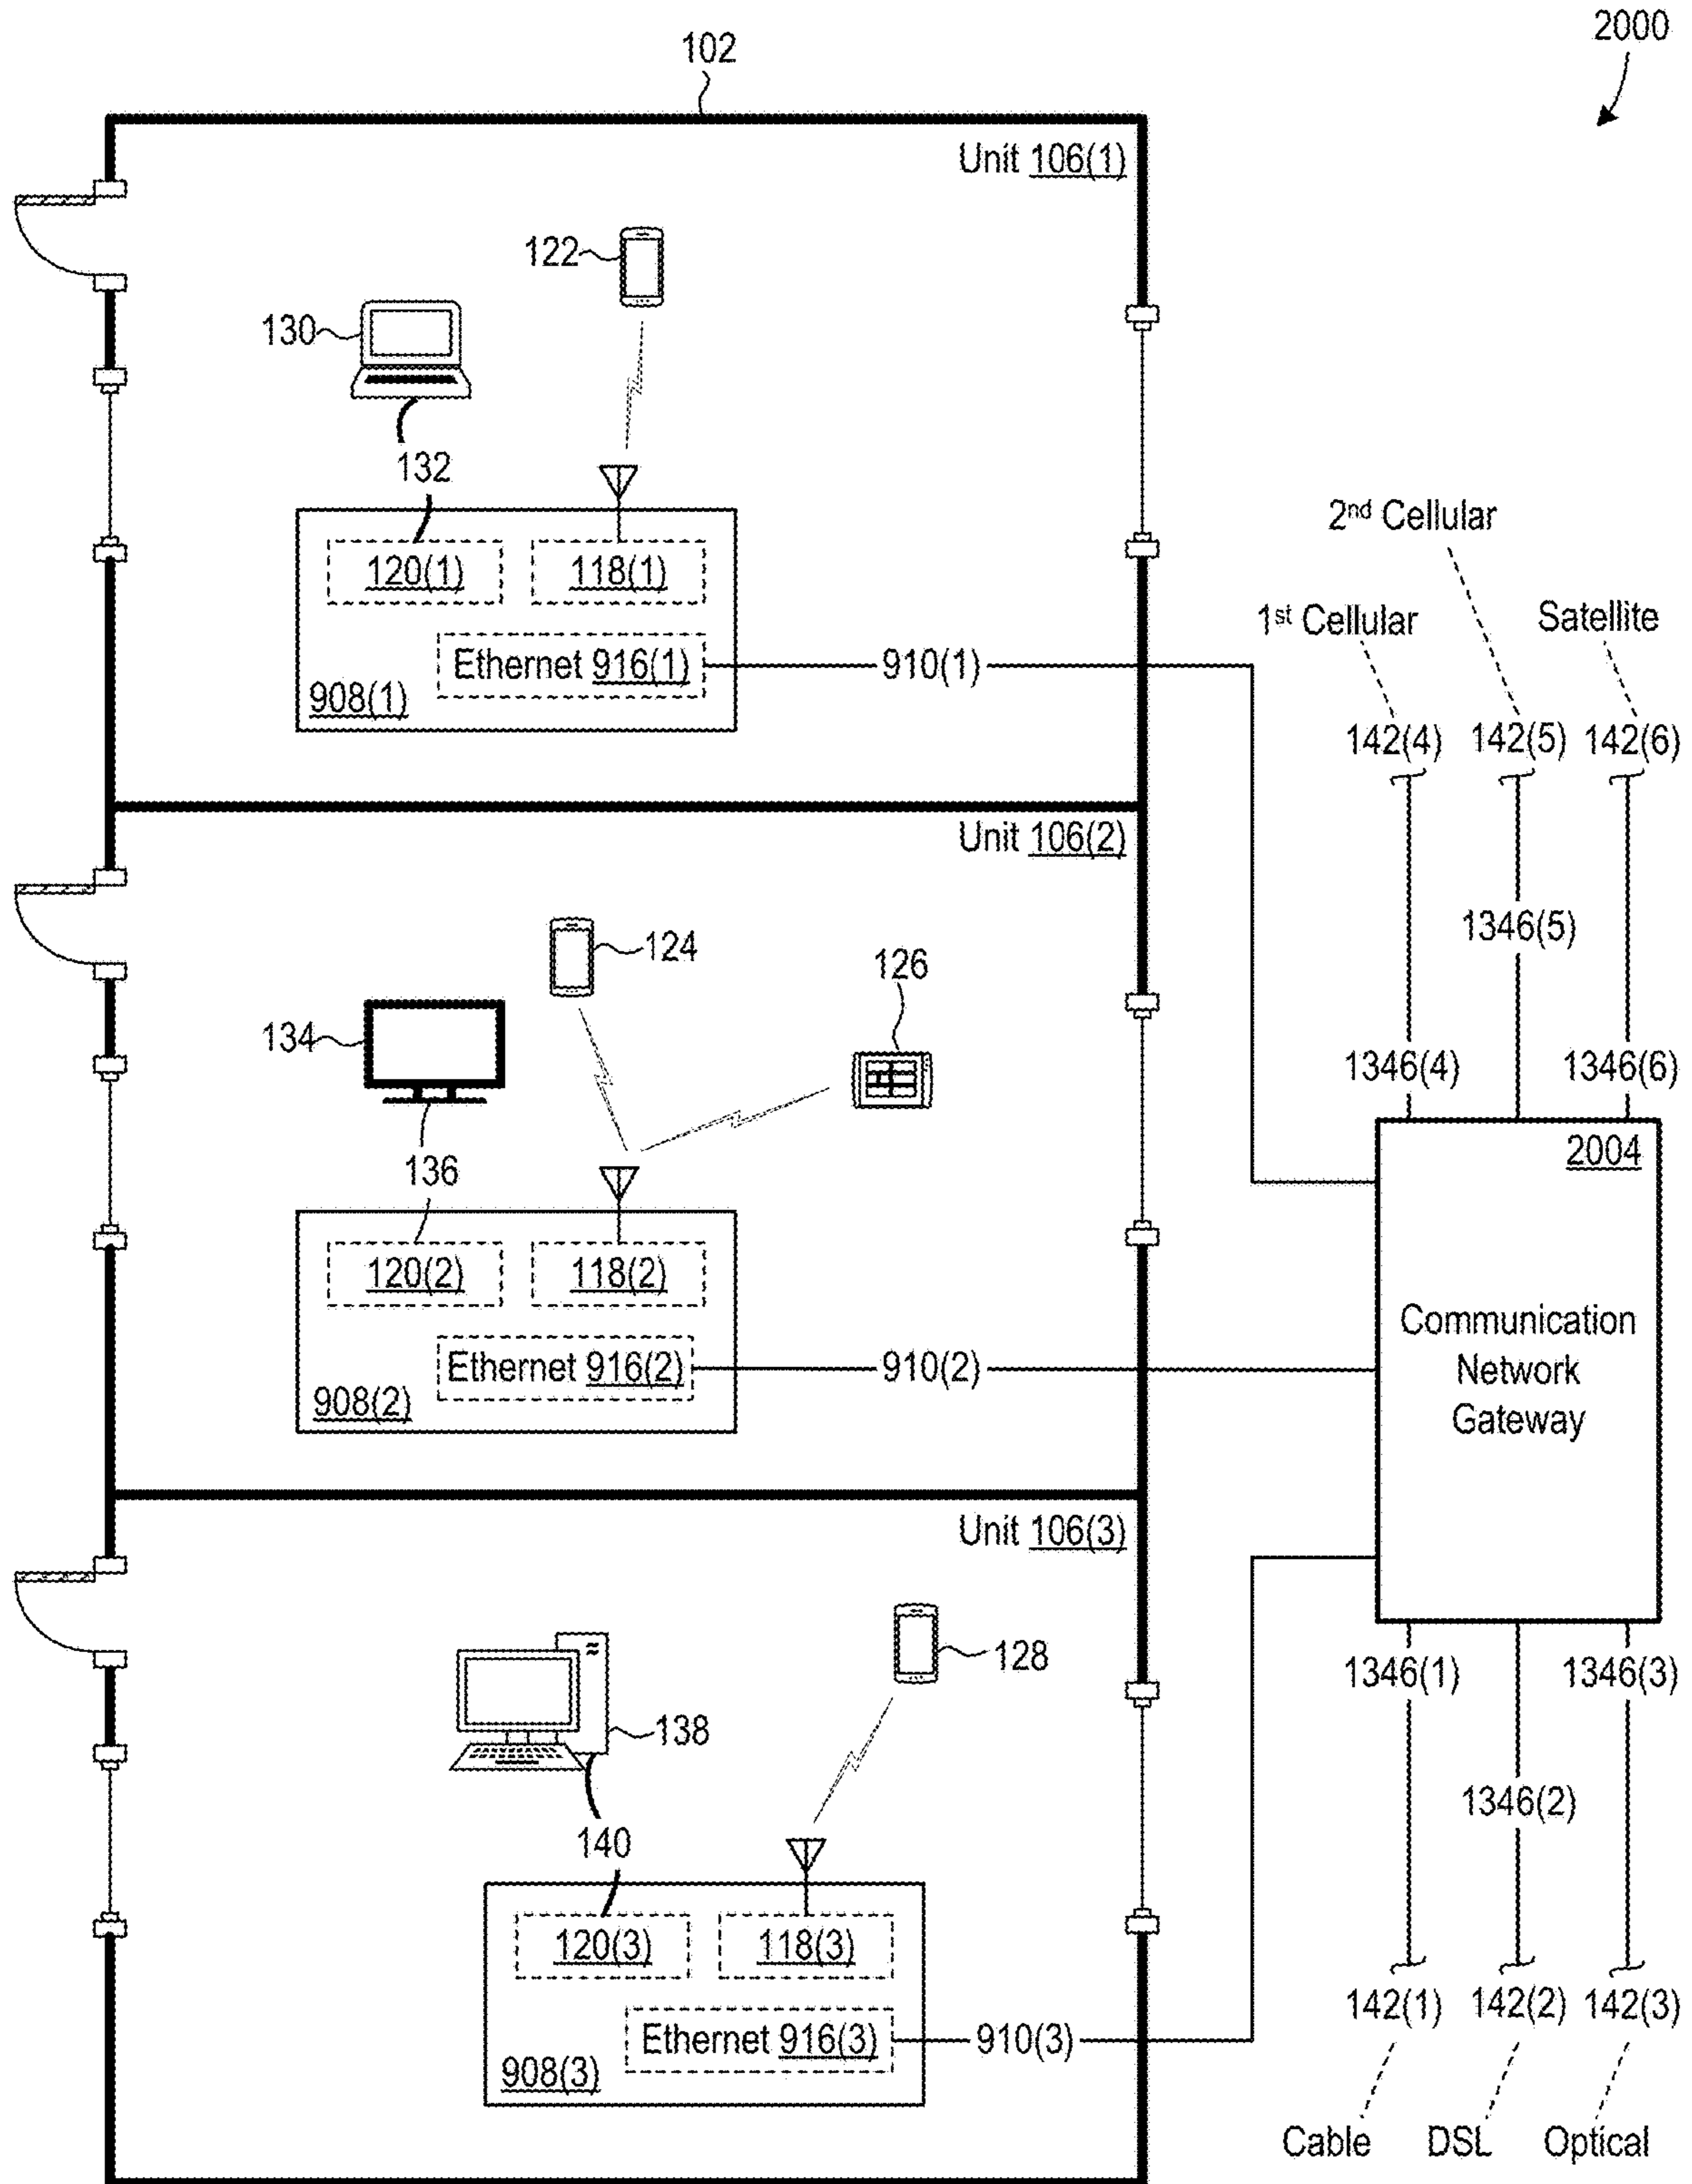 2000
102
Unit 106(1)
122
130
132
120(1)
118(1)
Ethernet 916(1)
908(1)
910(1)
2nd Cellular
1st Cellular
Satellite
142(4)
142(5)
142(6)
Unit 106(2)
1346(5)
124
126
134
1346(4)
1346(6)
2004
136
120(2)
118(2)
Ethernet 916(2)
908(2)
910(2)
Communication
Network
Gateway
Unit 106(3)
128
138
1346(1)
1346(3)
1346(2)
140
120(3)
118(3)
Ethernet 916(3)
908(3)
910(3)
142(1)
142(2)
142(3)
Cable
DSL
Optical